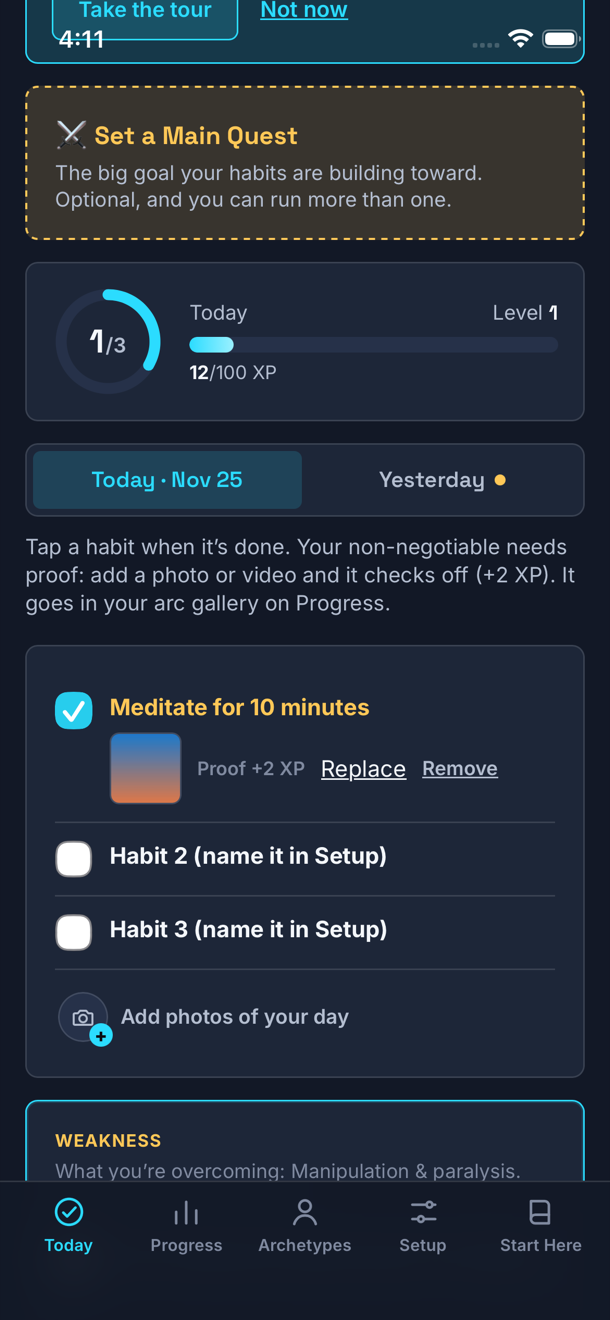 Take the tour Not now
4:11
⚔️ Set a Main Quest
The big goal your habits are building toward.
Optional, and you can run more than one.
1/3
Today Level 1
12/100 XP
Today · Nov 25 Yesterday
Tap a habit when it’s done. Your non-negotiable needs
proof: add a photo or video and it checks off (+2 XP). It
goes in your arc gallery on Progress.
Meditate for 10 minutes
Proof +2 XP Replace Remove
Habit 2 (name it in Setup)
Habit 3 (name it in Setup)
Add photos of your day
WEAKNESS
What you’re overcoming: Manipulation & paralysis.
Today Progress Archetypes Setup Start Here